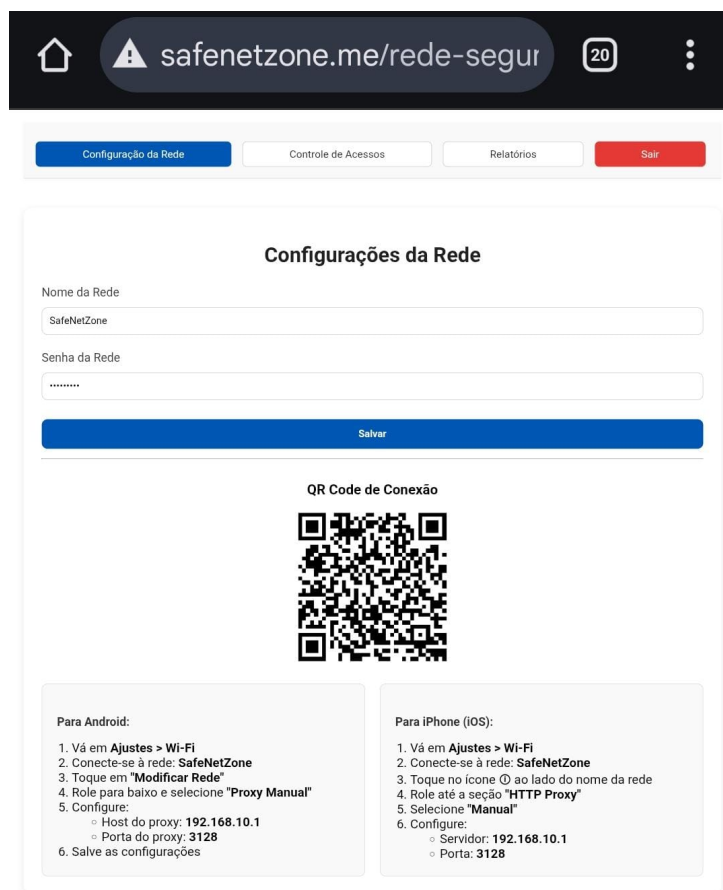 safenetzone.me/rede-segur
20
Configuração da Rede
Controle de Acessos
Relatórios
Sair
Configurações da Rede
Nome da Rede
SafeNetZone
Senha da Rede
•••••••••
Salvar
QR Code de Conexão
Para Android:
1. Vá em Ajustes > Wi-Fi
2. Conecte-se à rede: SafeNetZone
3. Toque em "Modificar Rede"
4. Role para baixo e selecione "Proxy Manual"
5. Configure:
◦ Host do proxy: 192.168.10.1
◦ Porta do proxy: 3128
6. Salve as configurações
Para iPhone (iOS):
1. Vá em Ajustes > Wi-Fi
2. Conecte-se à rede: SafeNetZone
3. Toque no ícone ⓘ ao lado do nome da rede
4. Role até a seção "HTTP Proxy"
5. Selecione "Manual"
6. Configure:
◦ Servidor: 192.168.10.1
◦ Porta: 3128